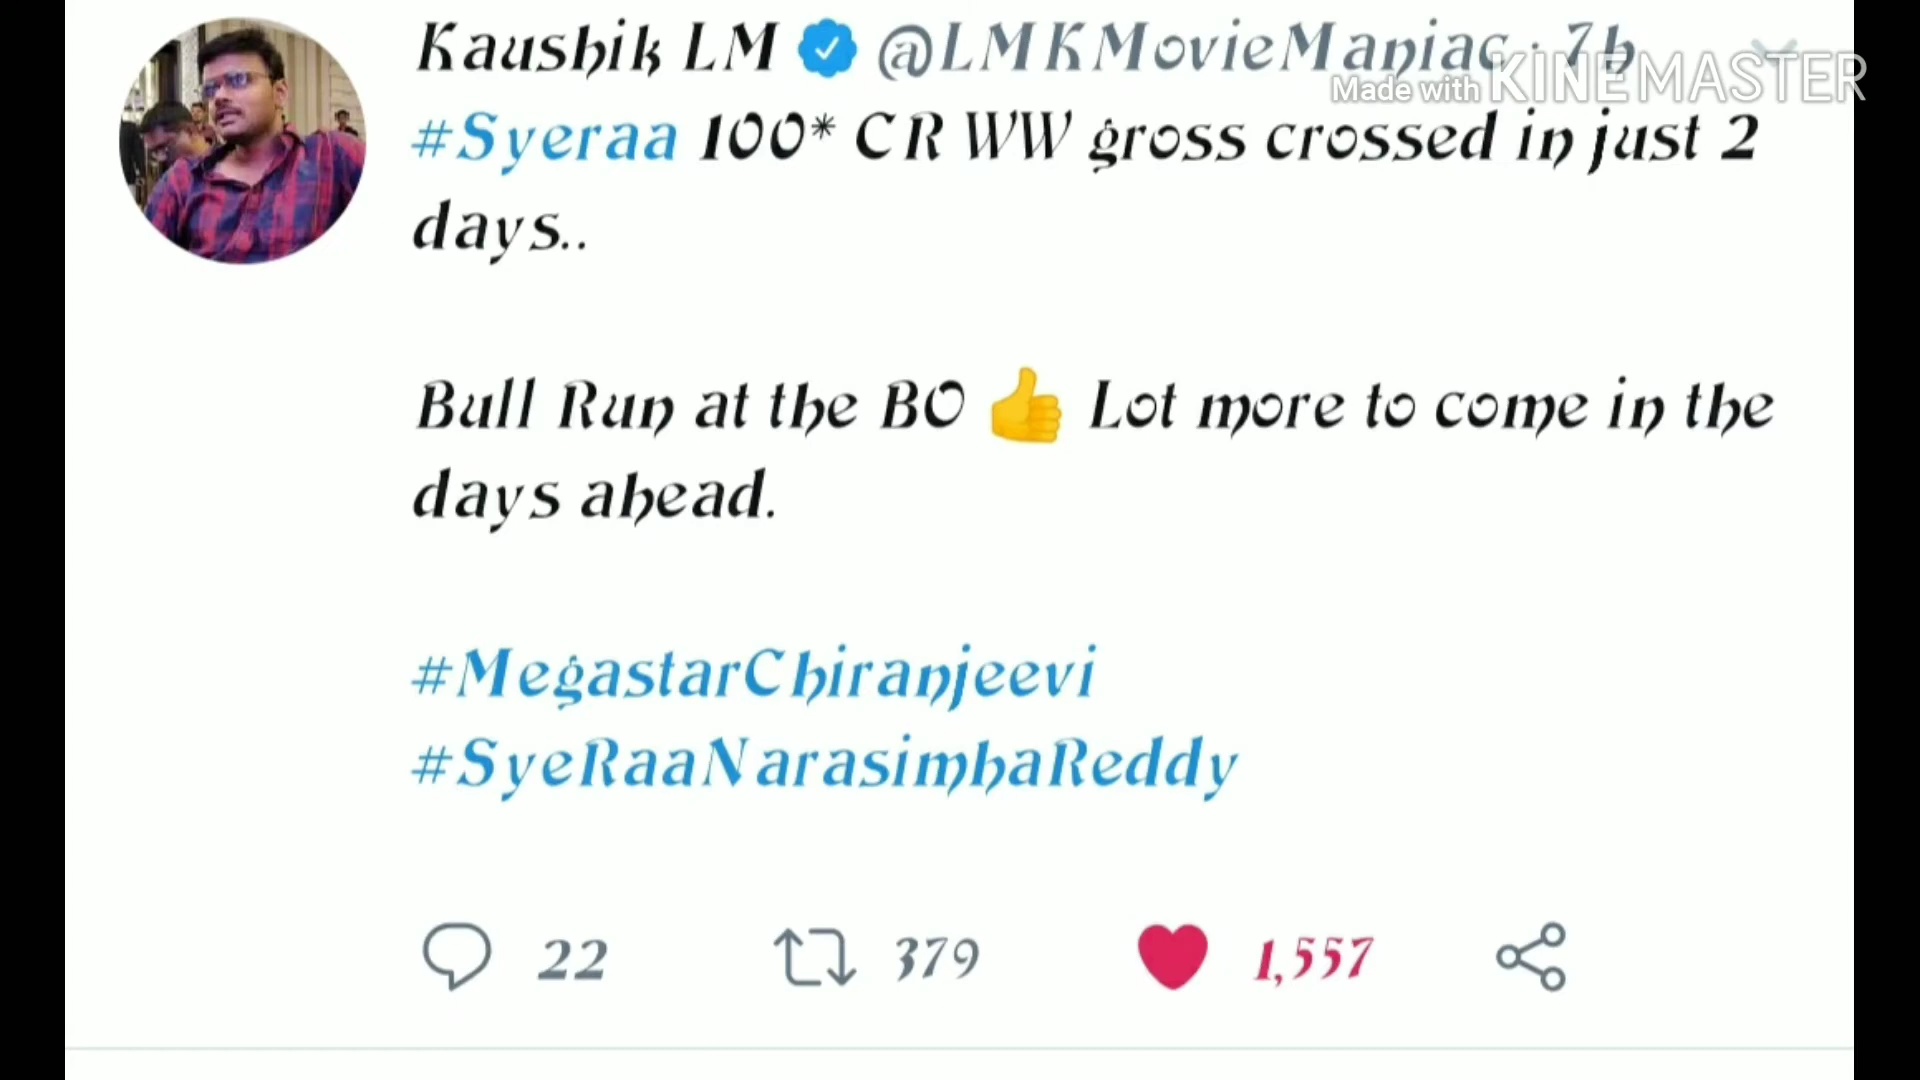 Kaushik LM @LMKMovieManiac · 7h
Made with KINEMASTER
#Syeraa 100* CR WW gross crossed in just 2
days..
Bull Run at the BO 👍 Lot more to come in the
days ahead.
#MegastarChiranjeevi
#SyeRaaNarasimhaReddy
22 379 1,557